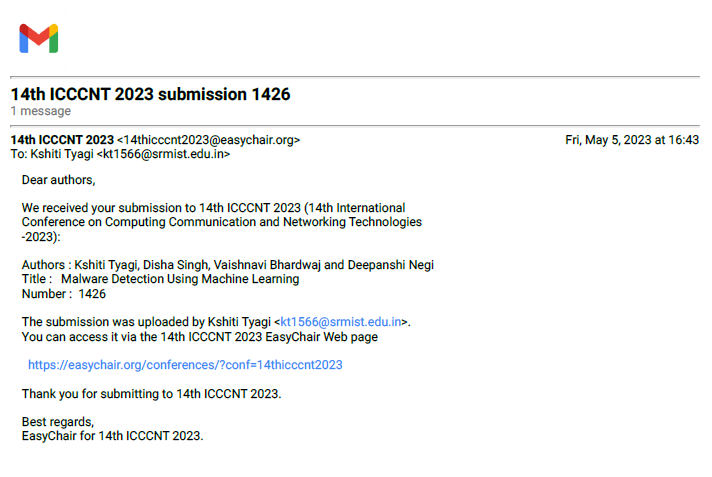 14th ICCCNT 2023 submission 1426
1 message
14th ICCCNT 2023 <14thicccnt2023@easychair.org> Fri, May 5, 2023 at 16:43
To: Kshiti Tyagi <kt1566@srmist.edu.in>
Dear authors,
We received your submission to 14th ICCCNT 2023 (14th International
Conference on Computing Communication and Networking Technologies
-2023):
Authors : Kshiti Tyagi, Disha Singh, Vaishnavi Bhardwaj and Deepanshi Negi
Title : Malware Detection Using Machine Learning
Number : 1426
The submission was uploaded by Kshiti Tyagi <kt1566@srmist.edu.in>.
You can access it via the 14th ICCCNT 2023 EasyChair Web page
https://easychair.org/conferences/?conf=14thicccnt2023
Thank you for submitting to 14th ICCCNT 2023.
Best regards,
EasyChair for 14th ICCCNT 2023.